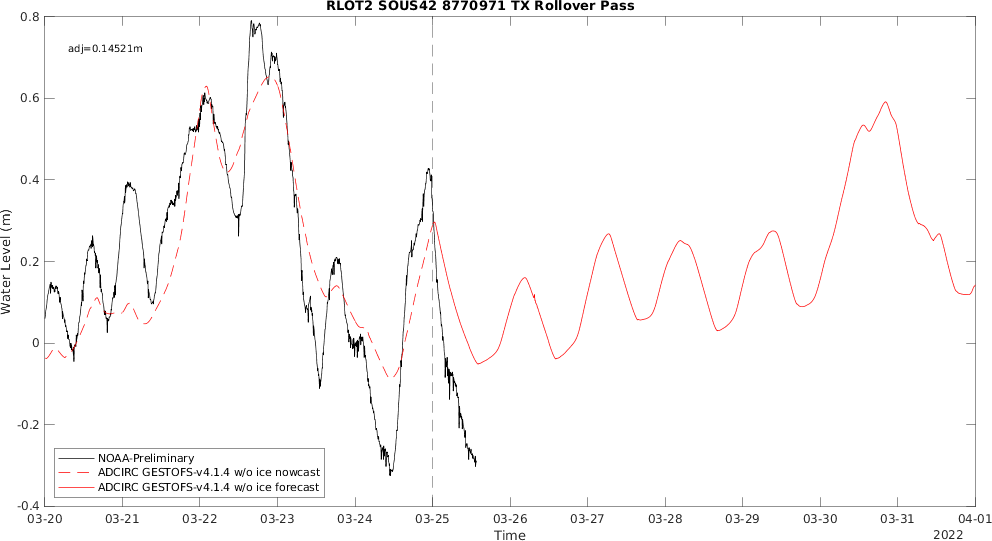 RLOT2 SOUS42 8770971 TX Rollover Pass
adj=0.14521m
0.8
0.6
0.4
0.2
0
-0.2
-0.4
Water Level (m)
NOAA-Preliminary
ADCIRC GESTOFS-v4.1.4 w/o ice nowcast
ADCIRC GESTOFS-v4.1.4 w/o ice forecast
03-20 03-21 03-22 03-23 03-24 03-25 03-26 03-27 03-28 03-29 03-30 03-31 04-01
Time
2022